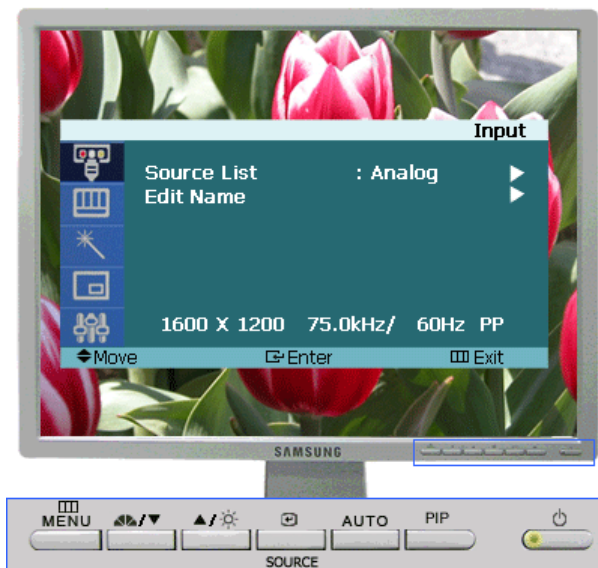 Input
Source List : Analog
Edit Name
1600 X 1200 75.0kHz/ 60Hz PP
Move Enter Exit
SAMSUNG
MENU AUTO PIP
SOURCE